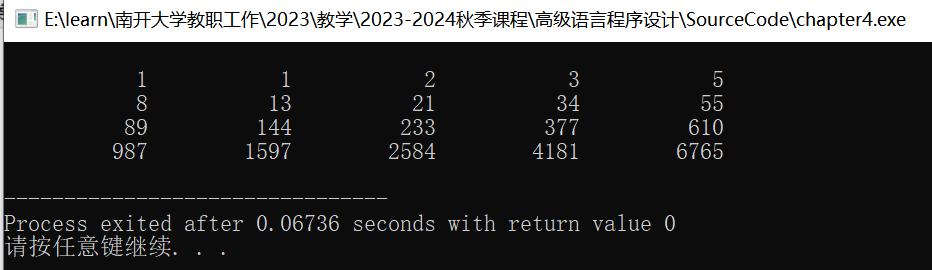 E:\learn\南开大学教职工作\2023\教学\2023-2024秋季课程\高级语言程序设计\SourceCode\chapter4.exe
1 1 2 3 5
8 13 21 34 55
89 144 233 377 610
987 1597 2584 4181 6765
--------------------------------
Process exited after 0.06736 seconds with return value 0
请按任意键继续. . .